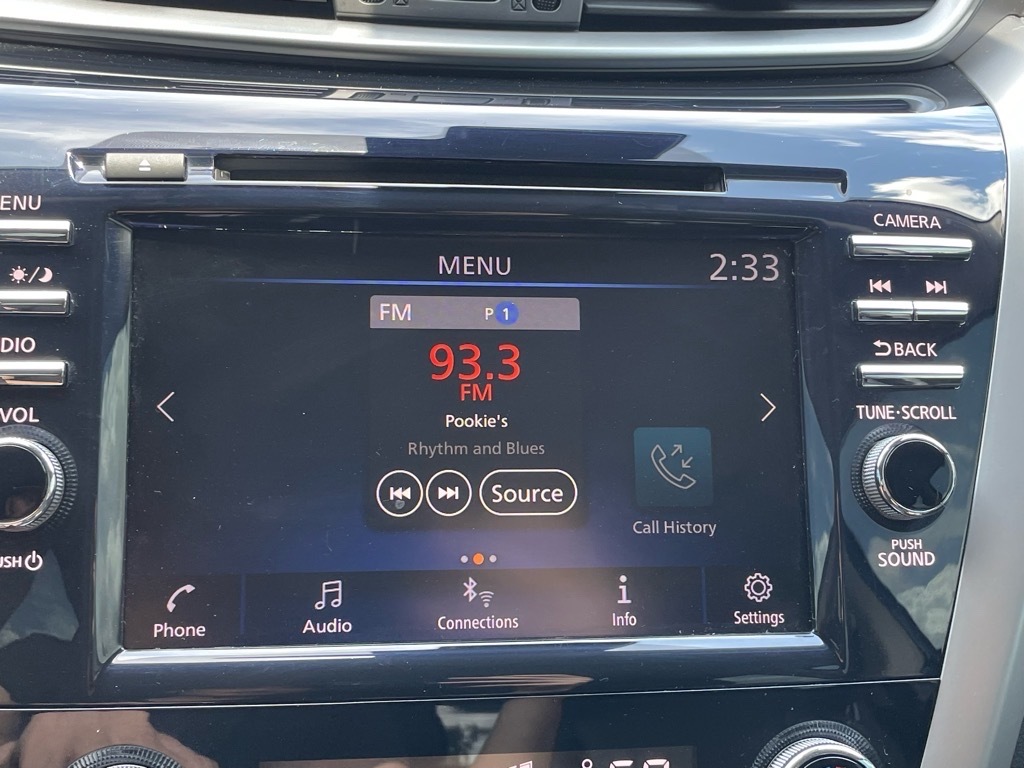 ENU
DIO
VOL
USH
MENU
2:33
FM
P 1
93.3
FM
Pookie's
Rhythm and Blues
Source
Call History
Phone
Audio
Connections
Info
Settings
CAMERA
BACK
TUNE·SCROLL
PUSH
SOUND